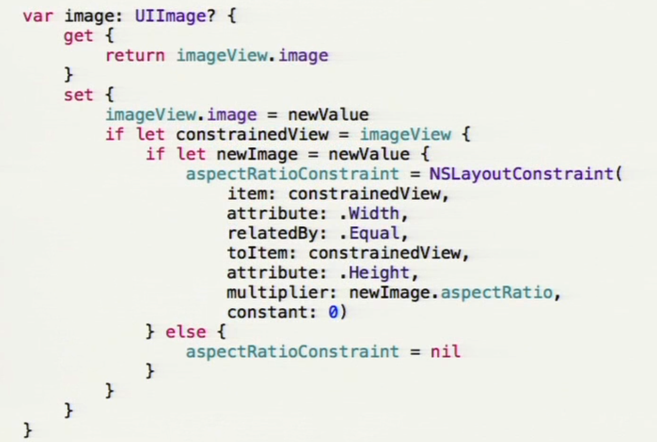 var image: UIImage? {
    get {
        return imageView.image
    }
    set {
        imageView.image = newValue
        if let constrainedView = imageView {
            if let newImage = newValue {
                aspectRatioConstraint = NSLayoutConstraint(
                    item: constrainedView,
                    attribute: .Width,
                    relatedBy: .Equal,
                    toItem: constrainedView,
                    attribute: .Height,
                    multiplier: newImage.aspectRatio,
                    constant: 0)
            } else {
                aspectRatioConstraint = nil
            }
        }
    }
}